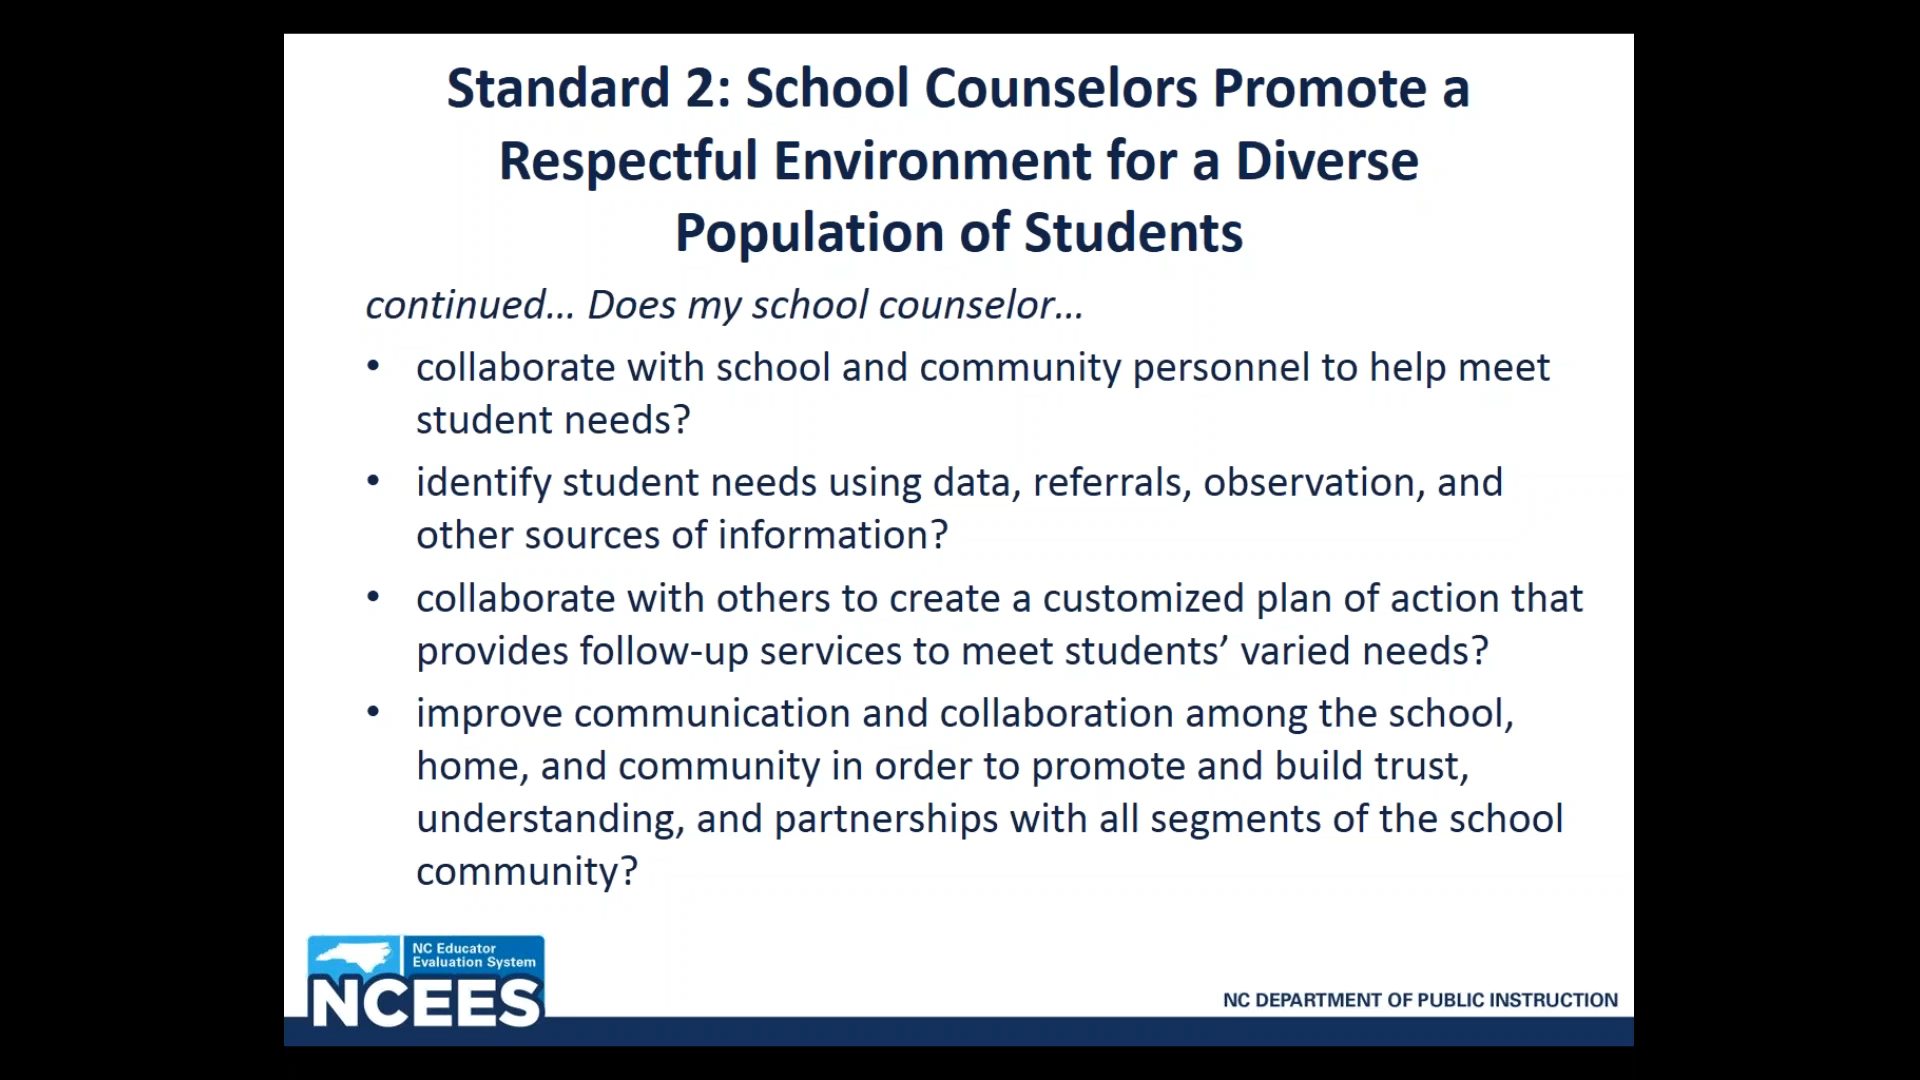 Standard 2: School Counselors Promote a
Respectful Environment for a Diverse
Population of Students
continued... Does my school counselor...
• collaborate with school and community personnel to help meet
student needs?
• identify student needs using data, referrals, observation, and
other sources of information?
• collaborate with others to create a customized plan of action that
provides follow-up services to meet students’ varied needs?
• improve communication and collaboration among the school,
home, and community in order to promote and build trust,
understanding, and partnerships with all segments of the school
community?
NC Educator
Evaluation System
NCEES
NC DEPARTMENT OF PUBLIC INSTRUCTION